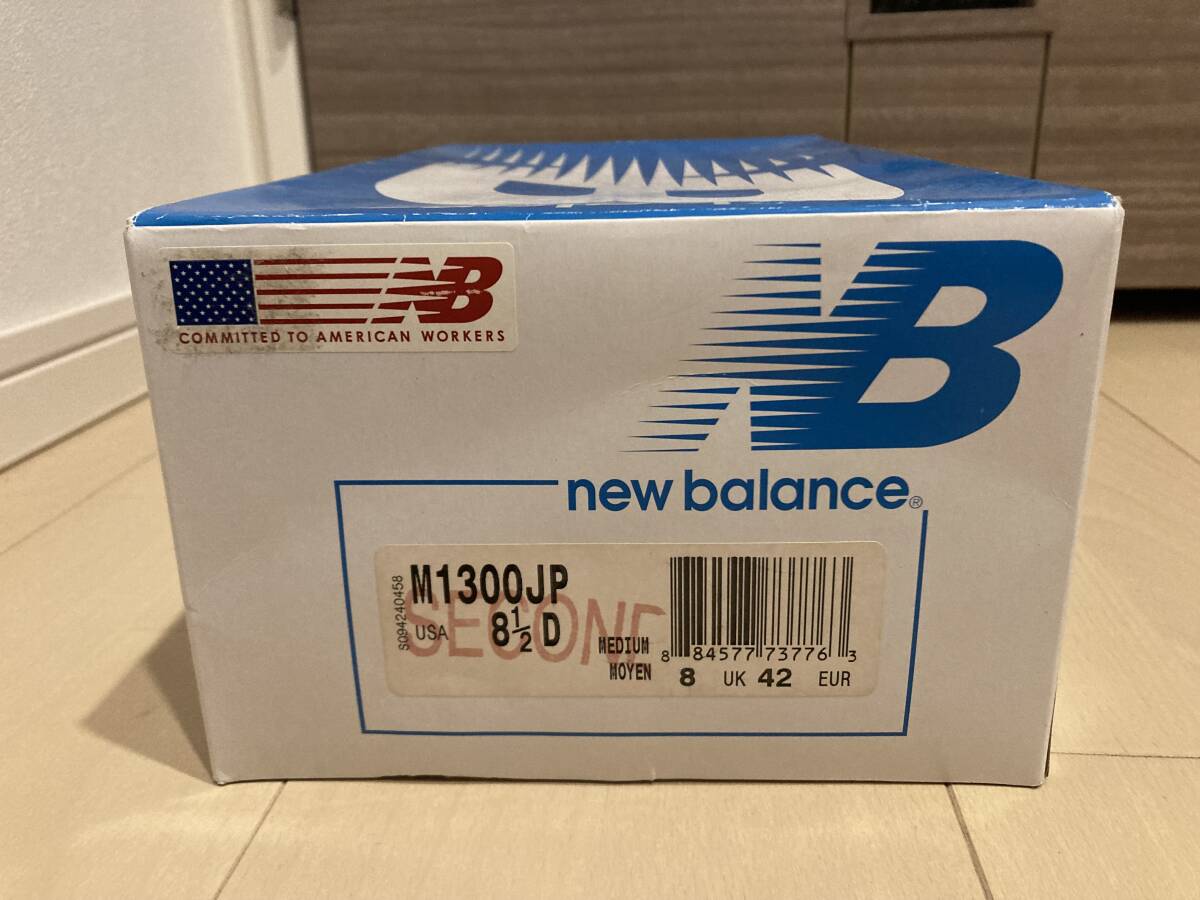 NB
COMMITTED TO AMERICAN WORKERS
NB
new balance®
SQ94240458
M1300JP
USA 8½ D
SECOND
MEDIUM
MOYEN
8 84577 73776 3
8 UK 42 EUR